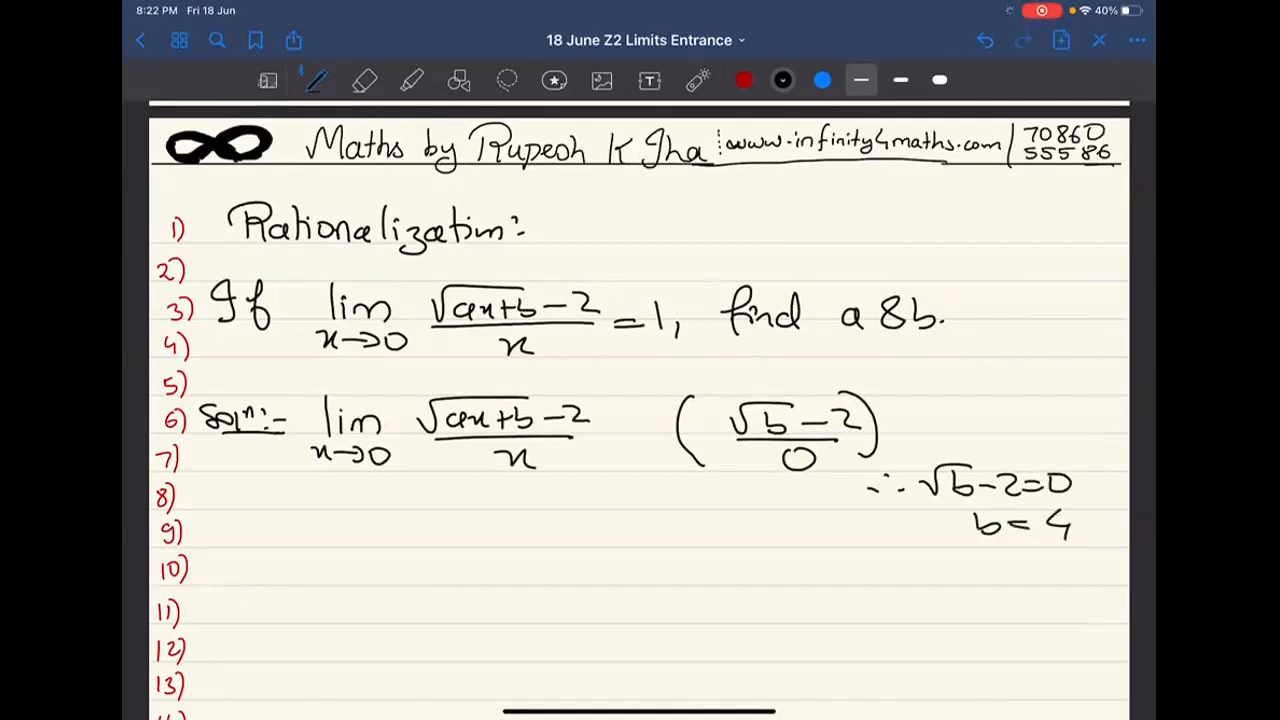 8:22 PM Fri 18 Jun 40%
18 June Z2 Limits Entrance
Maths by Rupesh K Jha www.infinity4maths.com / 70860 55586
1) Rationalization:
2)
3) If lim x→0 (√(ax+b) − 2)/x = 1, find a & b.
4)
5)
6) Solⁿ:= lim x→0 (√(ax+b) − 2)/x ((√b − 2)/0)
7)
8) ∴ √b − 2 = 0
9) b = 4
10)
11)
12)
13)